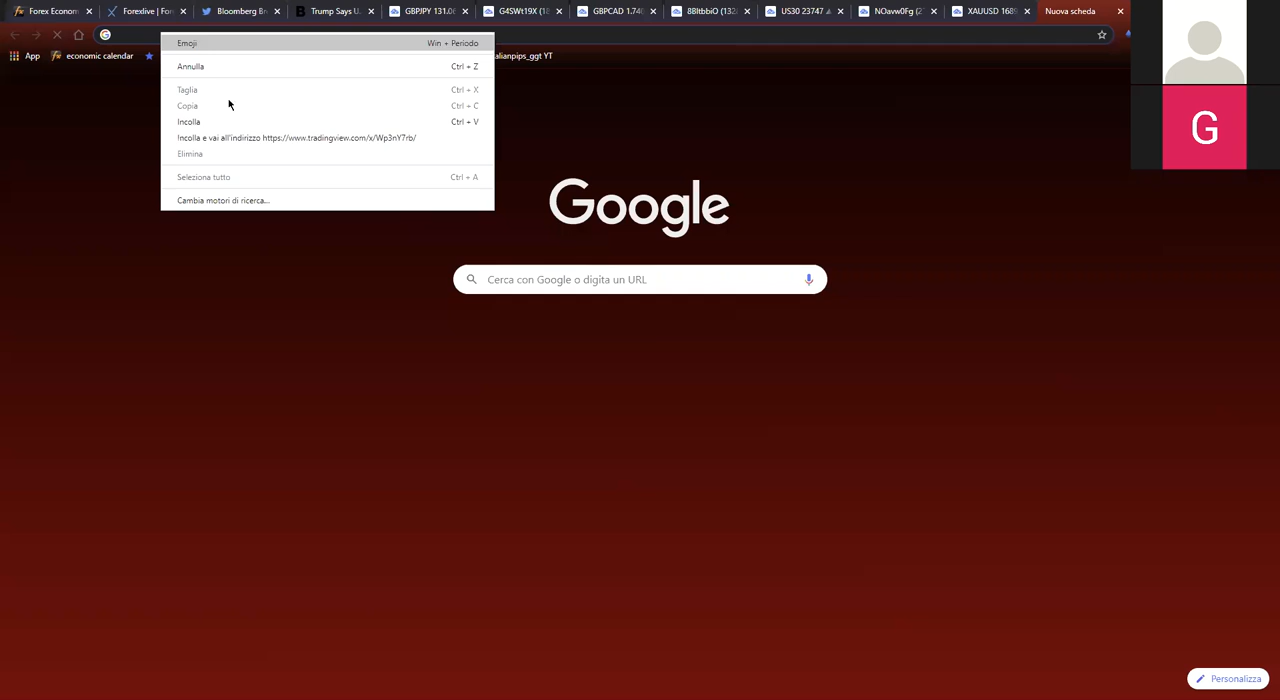 Forex Econom
Forexlive | For
Bloomberg Br
Trump Says U.
GBPJPY 131.0
G4SWt19X (1
GBPCAD 1.74
8BItbbiO (132
US30 23747
NOavw0Fg (2
XAUUSD 168
Nuova scheda
App
economic calendar
alianpips_ggt YT
Emoji Win + Periodo
Annulla Ctrl + Z
Taglia Ctrl + X
Copia Ctrl + C
Incolla Ctrl + V
Incolla e vai all'indirizzo https://www.tradingview.com/x/Wp3nY7rb/
Elimina
Seleziona tutto Ctrl + A
Cambia motori di ricerca...
G
Google
Cerca con Google o digita un URL
Personalizza